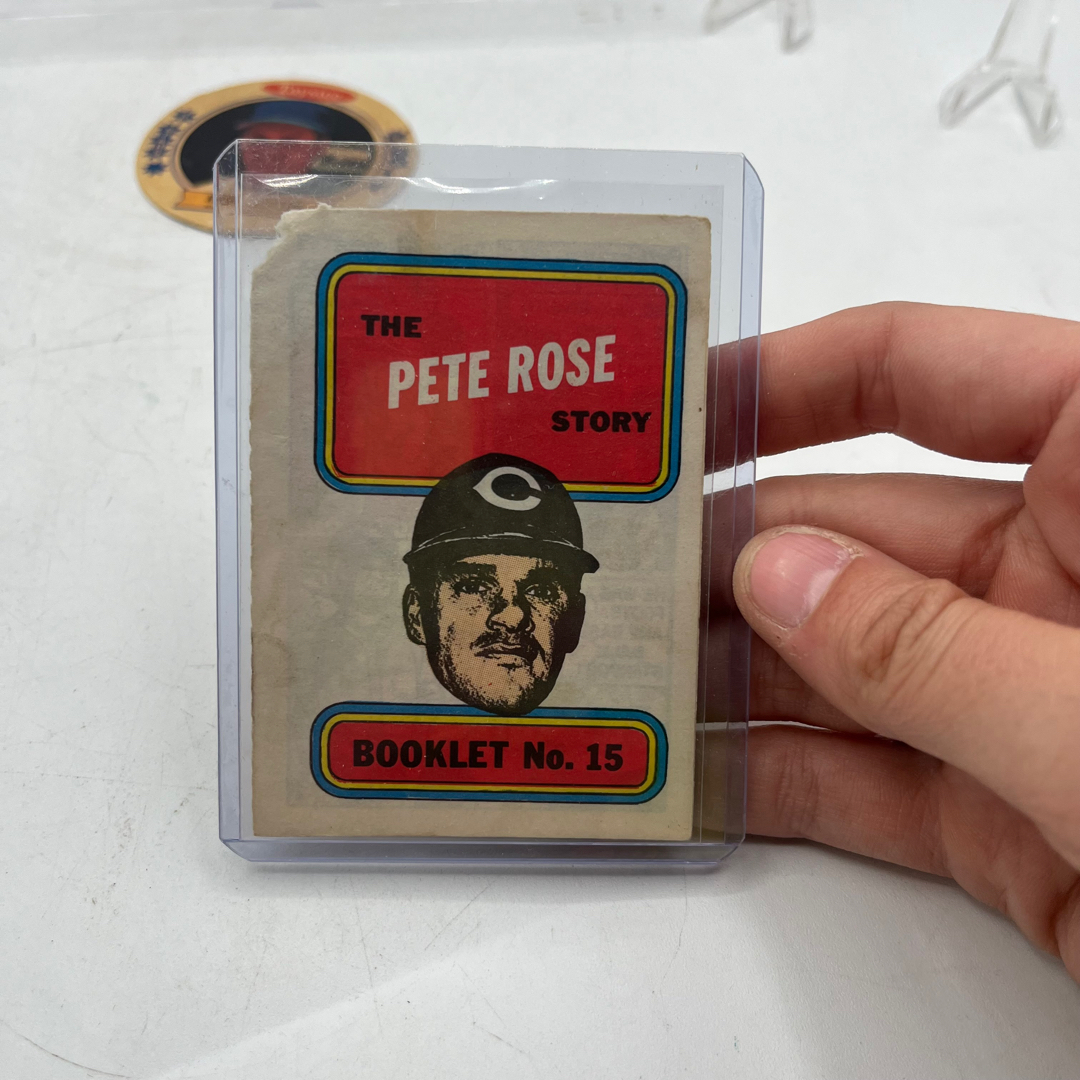 THE
PETE ROSE
STORY
C
BOOKLET No. 15